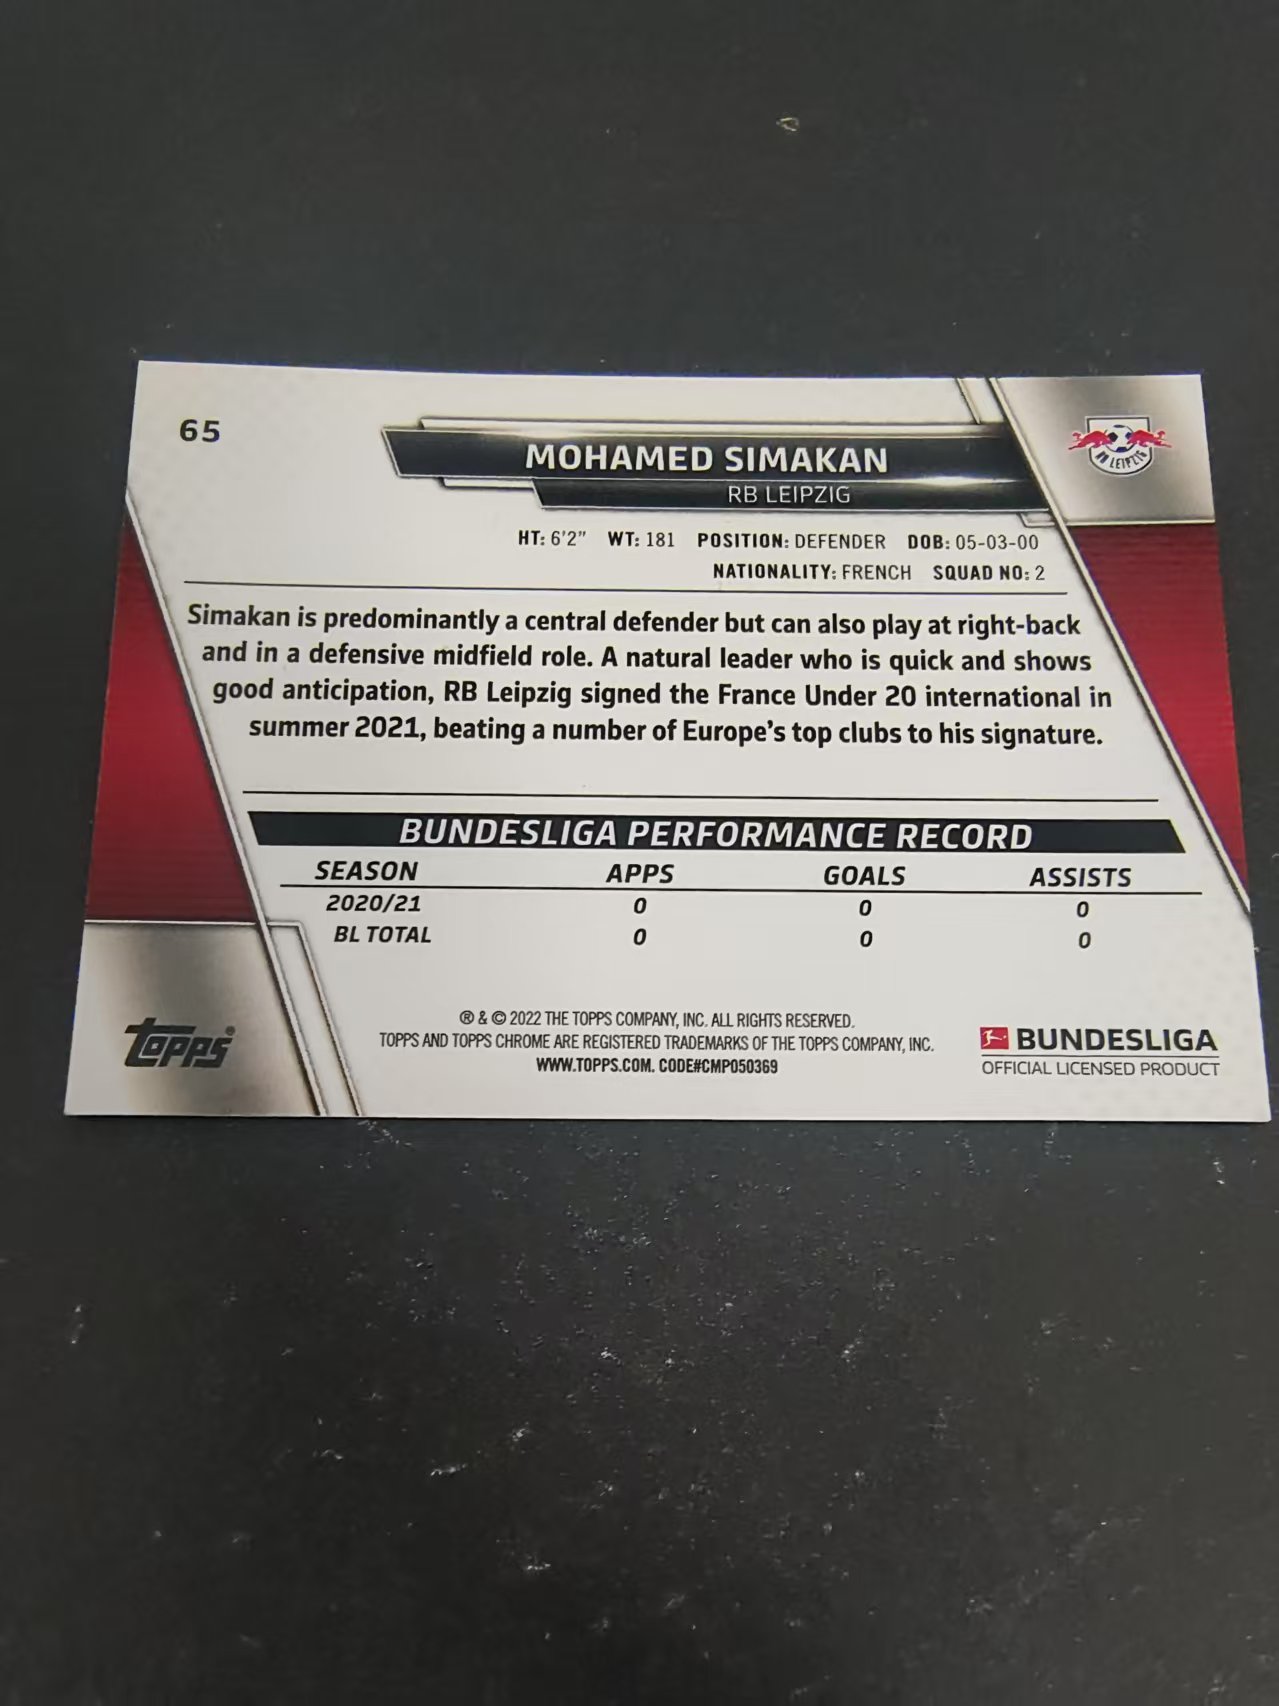 65
MOHAMED SIMAKAN
RB LEIPZIG
RB LEIPZIG
HT: 6'2" WT: 181 POSITION: DEFENDER DOB: 05-03-00
NATIONALITY: FRENCH SQUAD NO: 2
Simakan is predominantly a central defender but can also play at right-back
and in a defensive midfield role. A natural leader who is quick and shows
good anticipation, RB Leipzig signed the France Under 20 international in
summer 2021, beating a number of Europe's top clubs to his signature.
BUNDESLIGA PERFORMANCE RECORD
SEASON APPS GOALS ASSISTS
2020/21 0 0 0
BL TOTAL 0 0 0
Topps®
® & © 2022 THE TOPPS COMPANY, INC. ALL RIGHTS RESERVED.
TOPPS AND TOPPS CHROME ARE REGISTERED TRADEMARKS OF THE TOPPS COMPANY, INC.
WWW.TOPPS.COM. CODE#CMP050369
BUNDESLIGA
OFFICIAL LICENSED PRODUCT